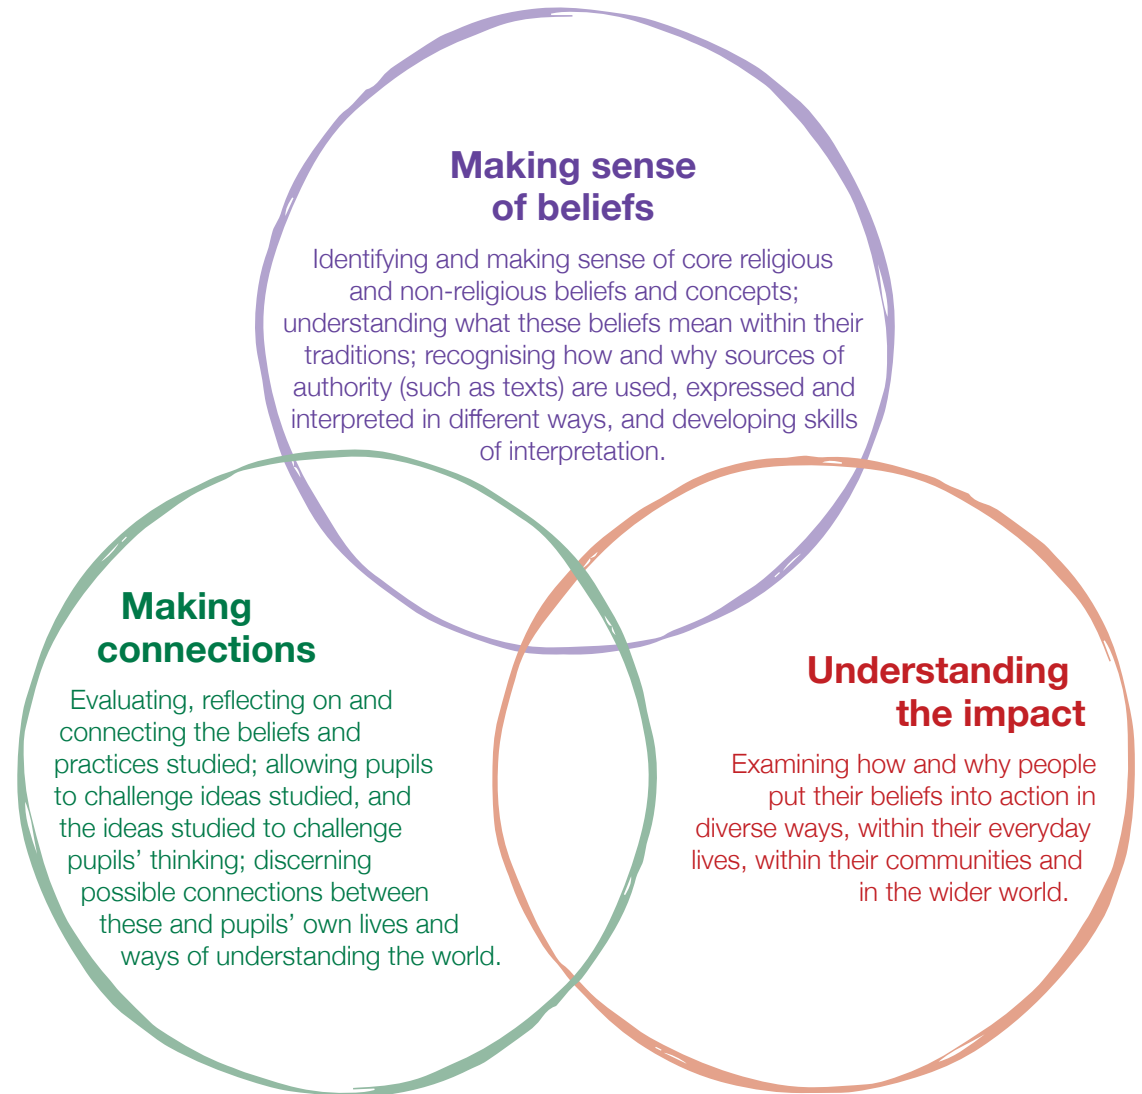 Making sense
of beliefs
Identifying and making sense of core religious
and non-religious beliefs and concepts;
understanding what these beliefs mean within their
traditions; recognising how and why sources of
authority (such as texts) are used, expressed and
interpreted in different ways, and developing skills
of interpretation.
Making
connections
Evaluating, reflecting on and
connecting the beliefs and
practices studied; allowing pupils
to challenge ideas studied, and
the ideas studied to challenge
pupils’ thinking; discerning
possible connections between
these and pupils’ own lives and
ways of understanding the world.
Understanding
the impact
Examining how and why people
put their beliefs into action in
diverse ways, within their everyday
lives, within their communities and
in the wider world.